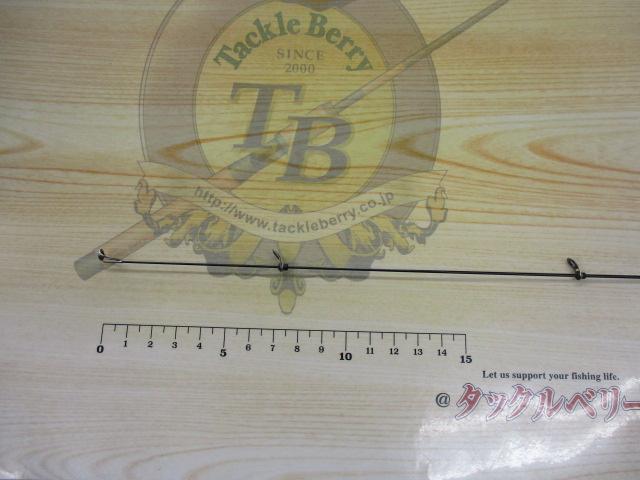 Tackle Berry
SINCE
2000
TB
http://www.tackleberry.co.jp
0 1 2 3 4 5 6 7 8 9 10 11 12 13 14 15
Let us support your fishing life.
@タックルベリー